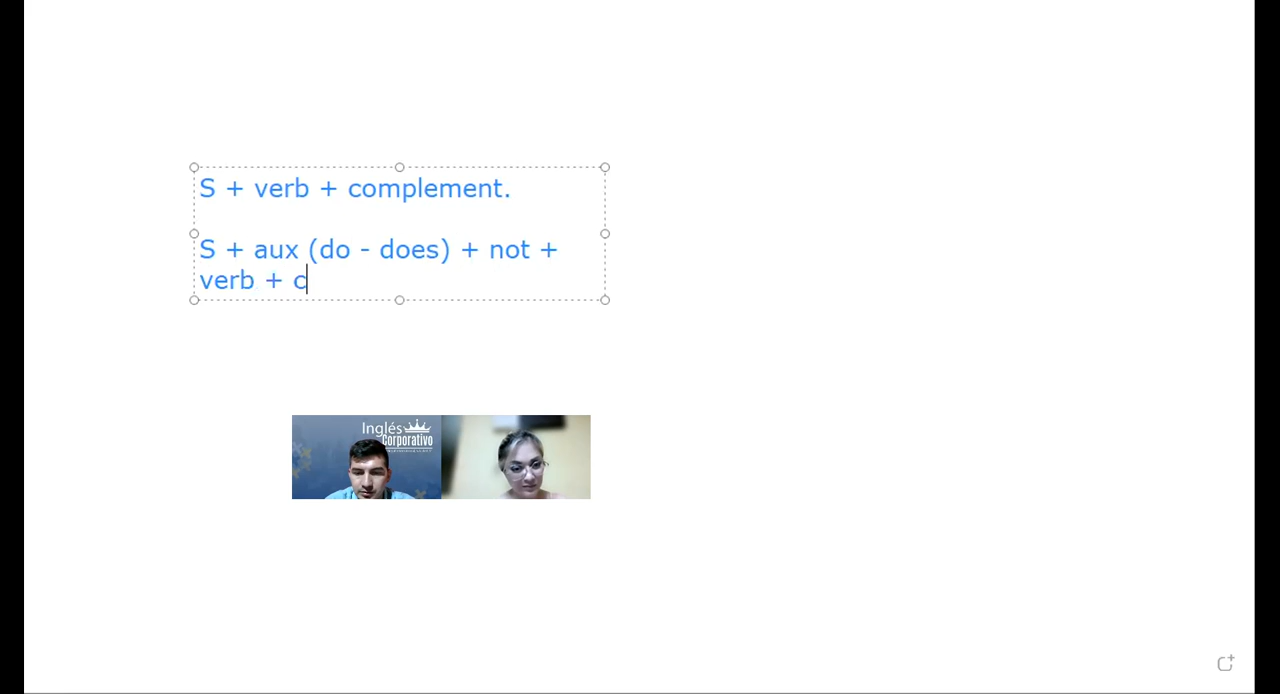 S + verb + complement.
S + aux (do - does) + not +
verb + c
Inglés
Corporativo